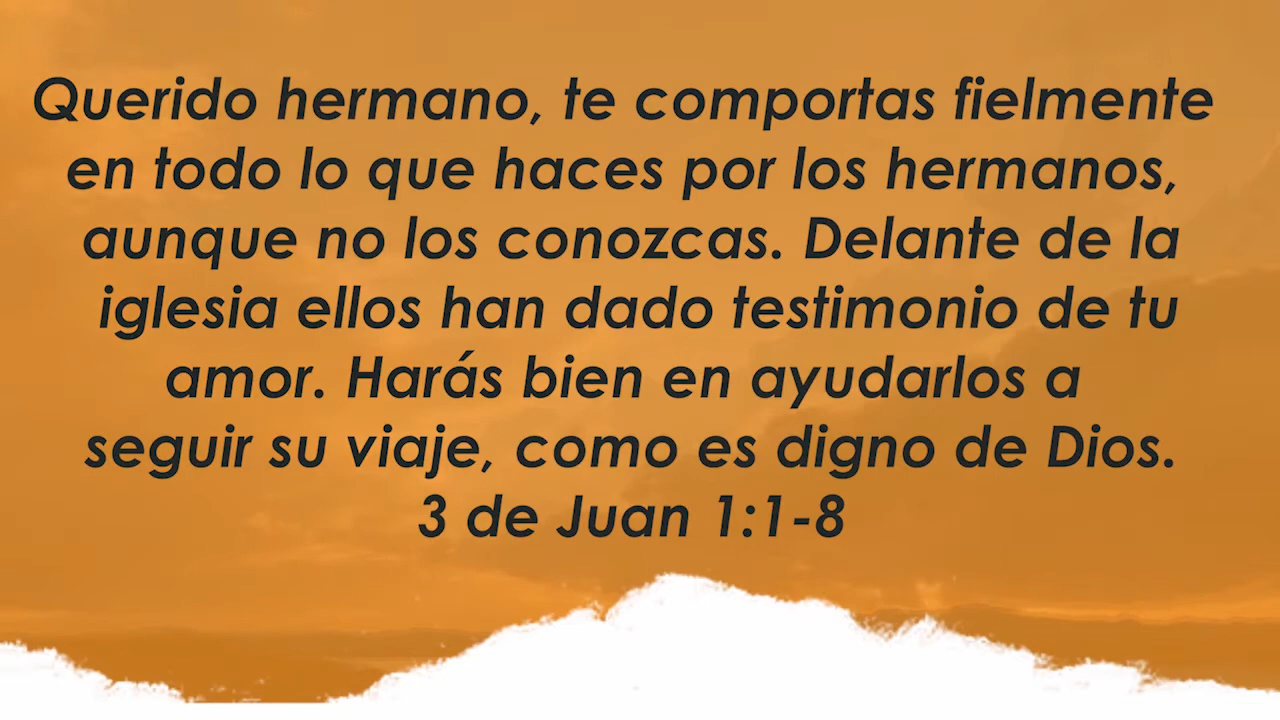 Querido hermano, te comportas fielmente
en todo lo que haces por los hermanos,
aunque no los conozcas. Delante de la
iglesia ellos han dado testimonio de tu
amor. Harás bien en ayudarlos a
seguir su viaje, como es digno de Dios.
3 de Juan 1:1-8